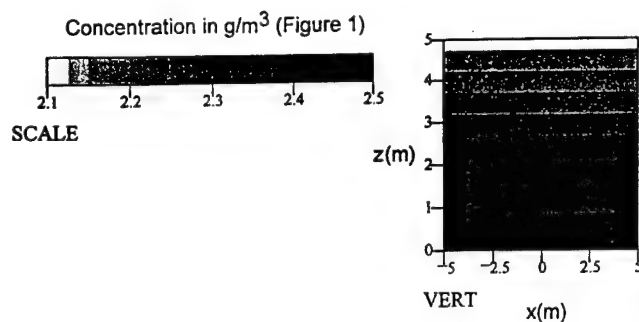 Concentration in g/m³ (Figure 1)
2.1 2.2 2.3 2.4 2.5
SCALE
5
4
3
z(m) 2
1
0
-5 -2.5 0 2.5 5
VERT x(m)